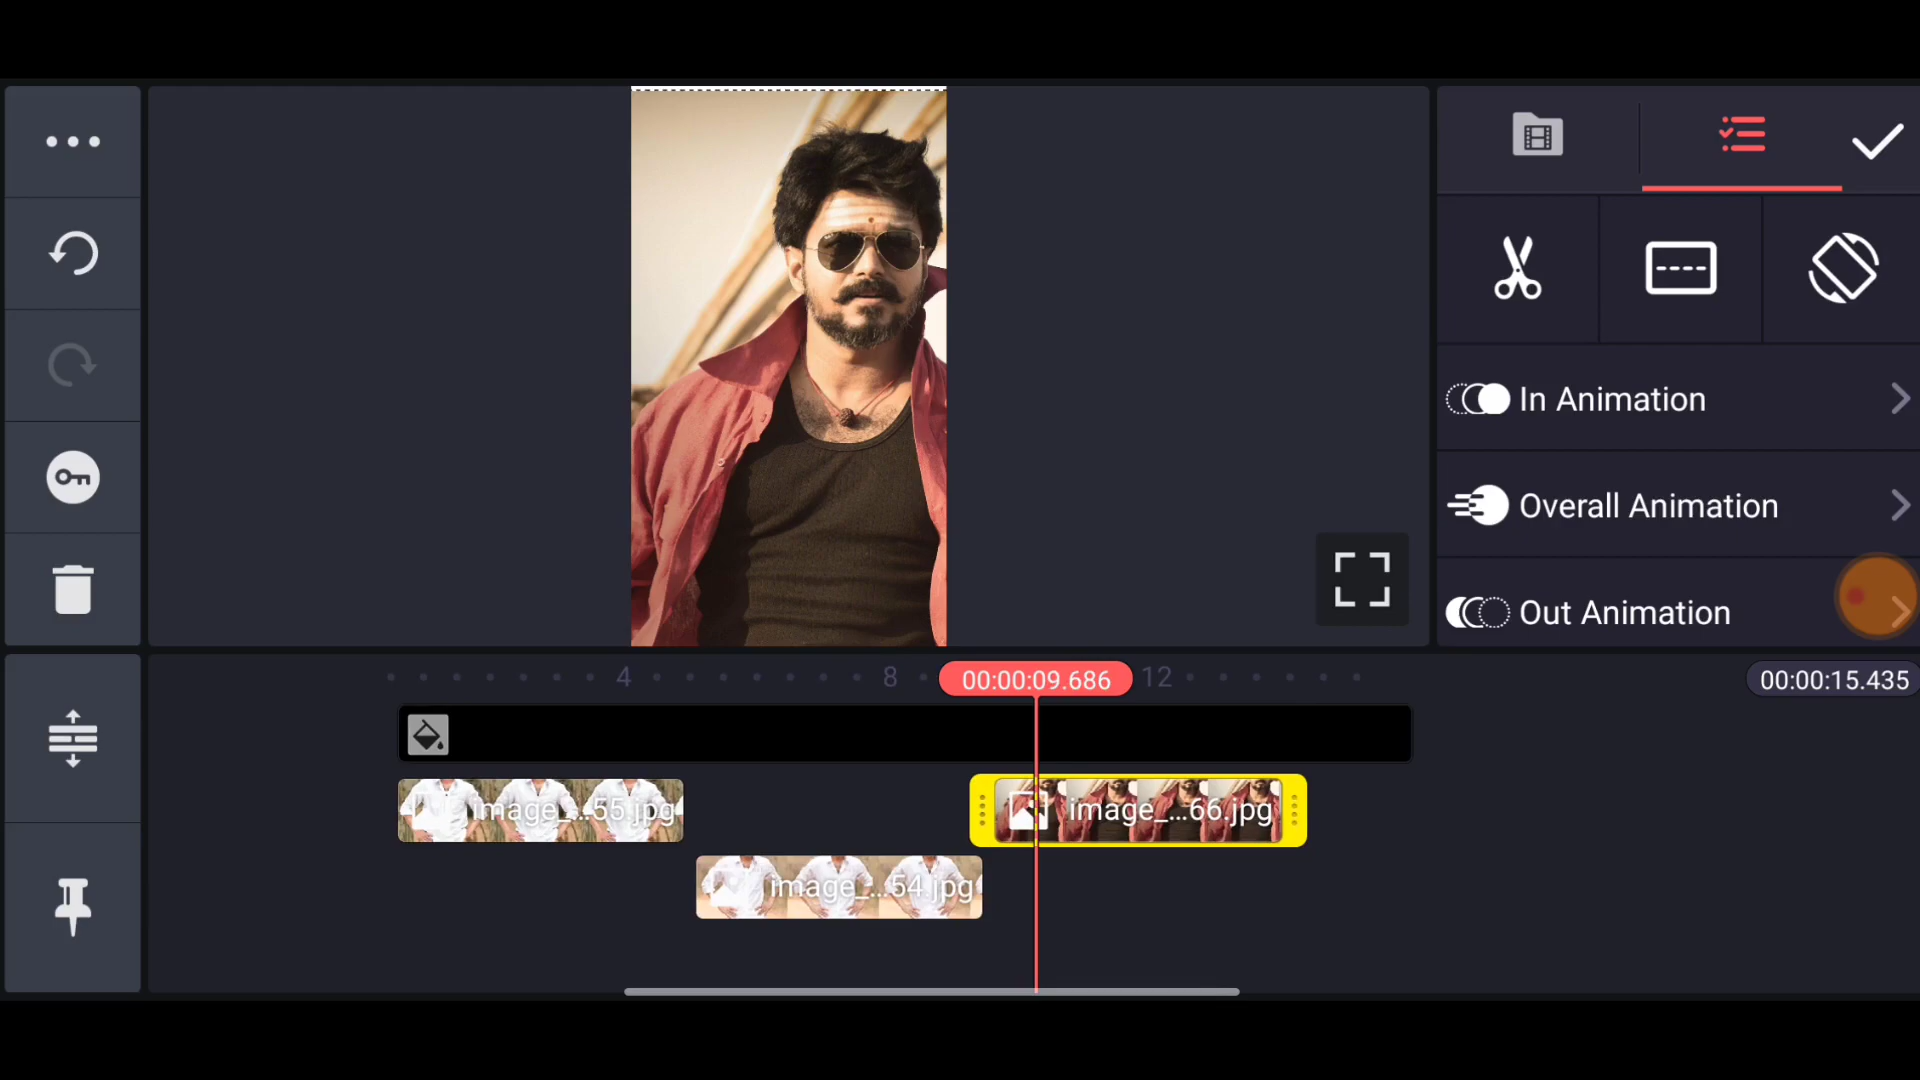 In Animation
Overall Animation
Out Animation
4
8
00:00:09.686
12
00:00:15.435
image_...55.jpg
image_...66.jpg
image_...54.jpg